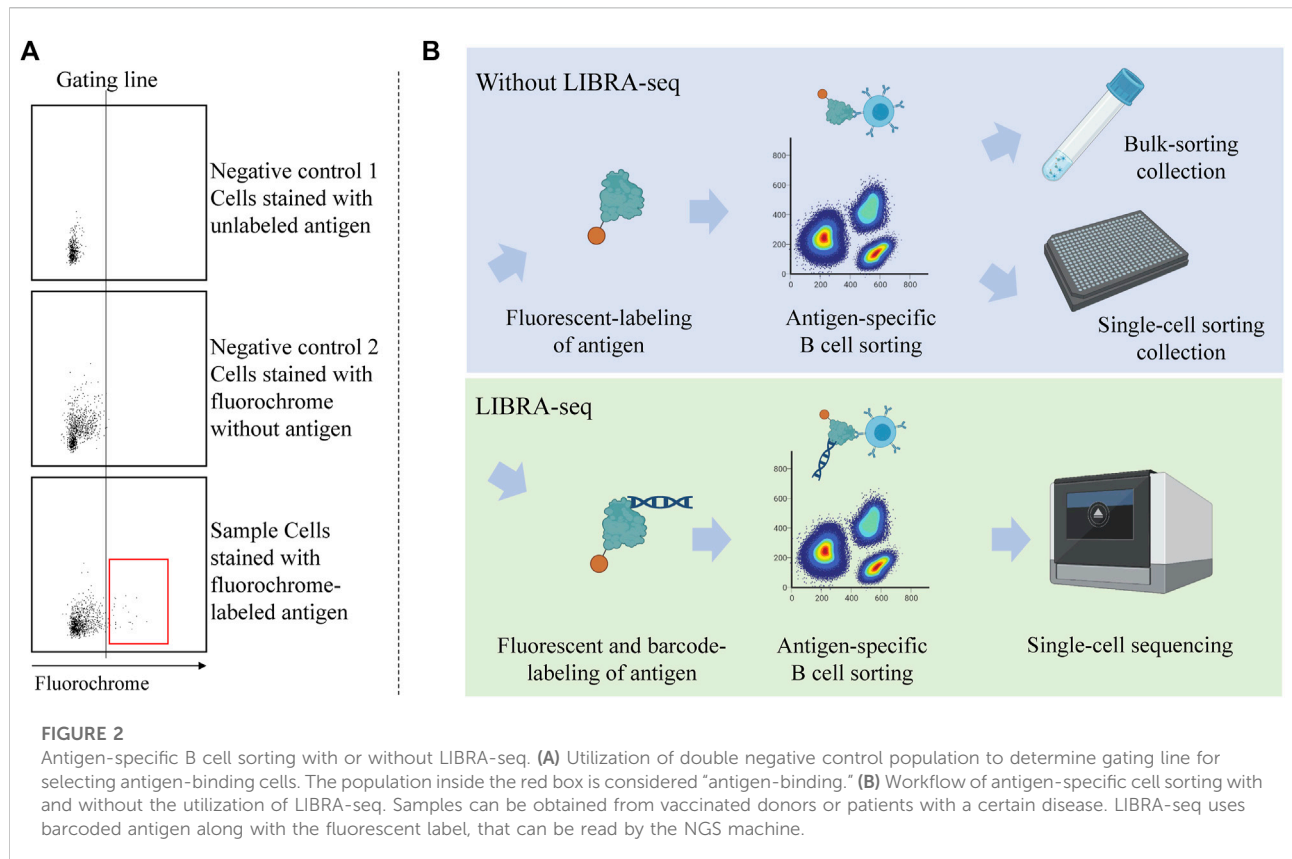 A
Gating line
Negative control 1
Cells stained with
unlabeled antigen
Negative control 2
Cells stained with
fluorochrome
without antigen
Sample Cells
stained with
fluorochrome-
labeled antigen
Fluorochrome
B
Without LIBRA-seq
Fluorescent-labeling
of antigen
800
600
400
200
0
0 200 400 600 800
Antigen-specific
B cell sorting
Bulk-sorting
collection
Single-cell sorting
collection
LIBRA-seq
Fluorescent and barcode-
labeling of antigen
800
600
400
200
0
0 200 400 600 800
Antigen-specific
B cell sorting
Single-cell sequencing
FIGURE 2
Antigen-specific B cell sorting with or without LIBRA-seq. (A) Utilization of double negative control population to determine gating line for
selecting antigen-binding cells. The population inside the red box is considered “antigen-binding.” (B) Workflow of antigen-specific cell sorting with
and without the utilization of LIBRA-seq. Samples can be obtained from vaccinated donors or patients with a certain disease. LIBRA-seq uses
barcoded antigen along with the fluorescent label, that can be read by the NGS machine.